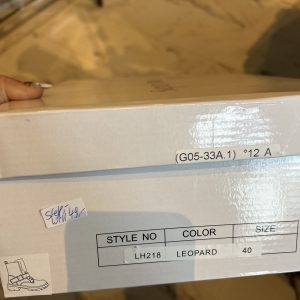 (G05-33A.1) °12 A
STYLE NO COLOR SIZE
LH218 LEOPARD 40